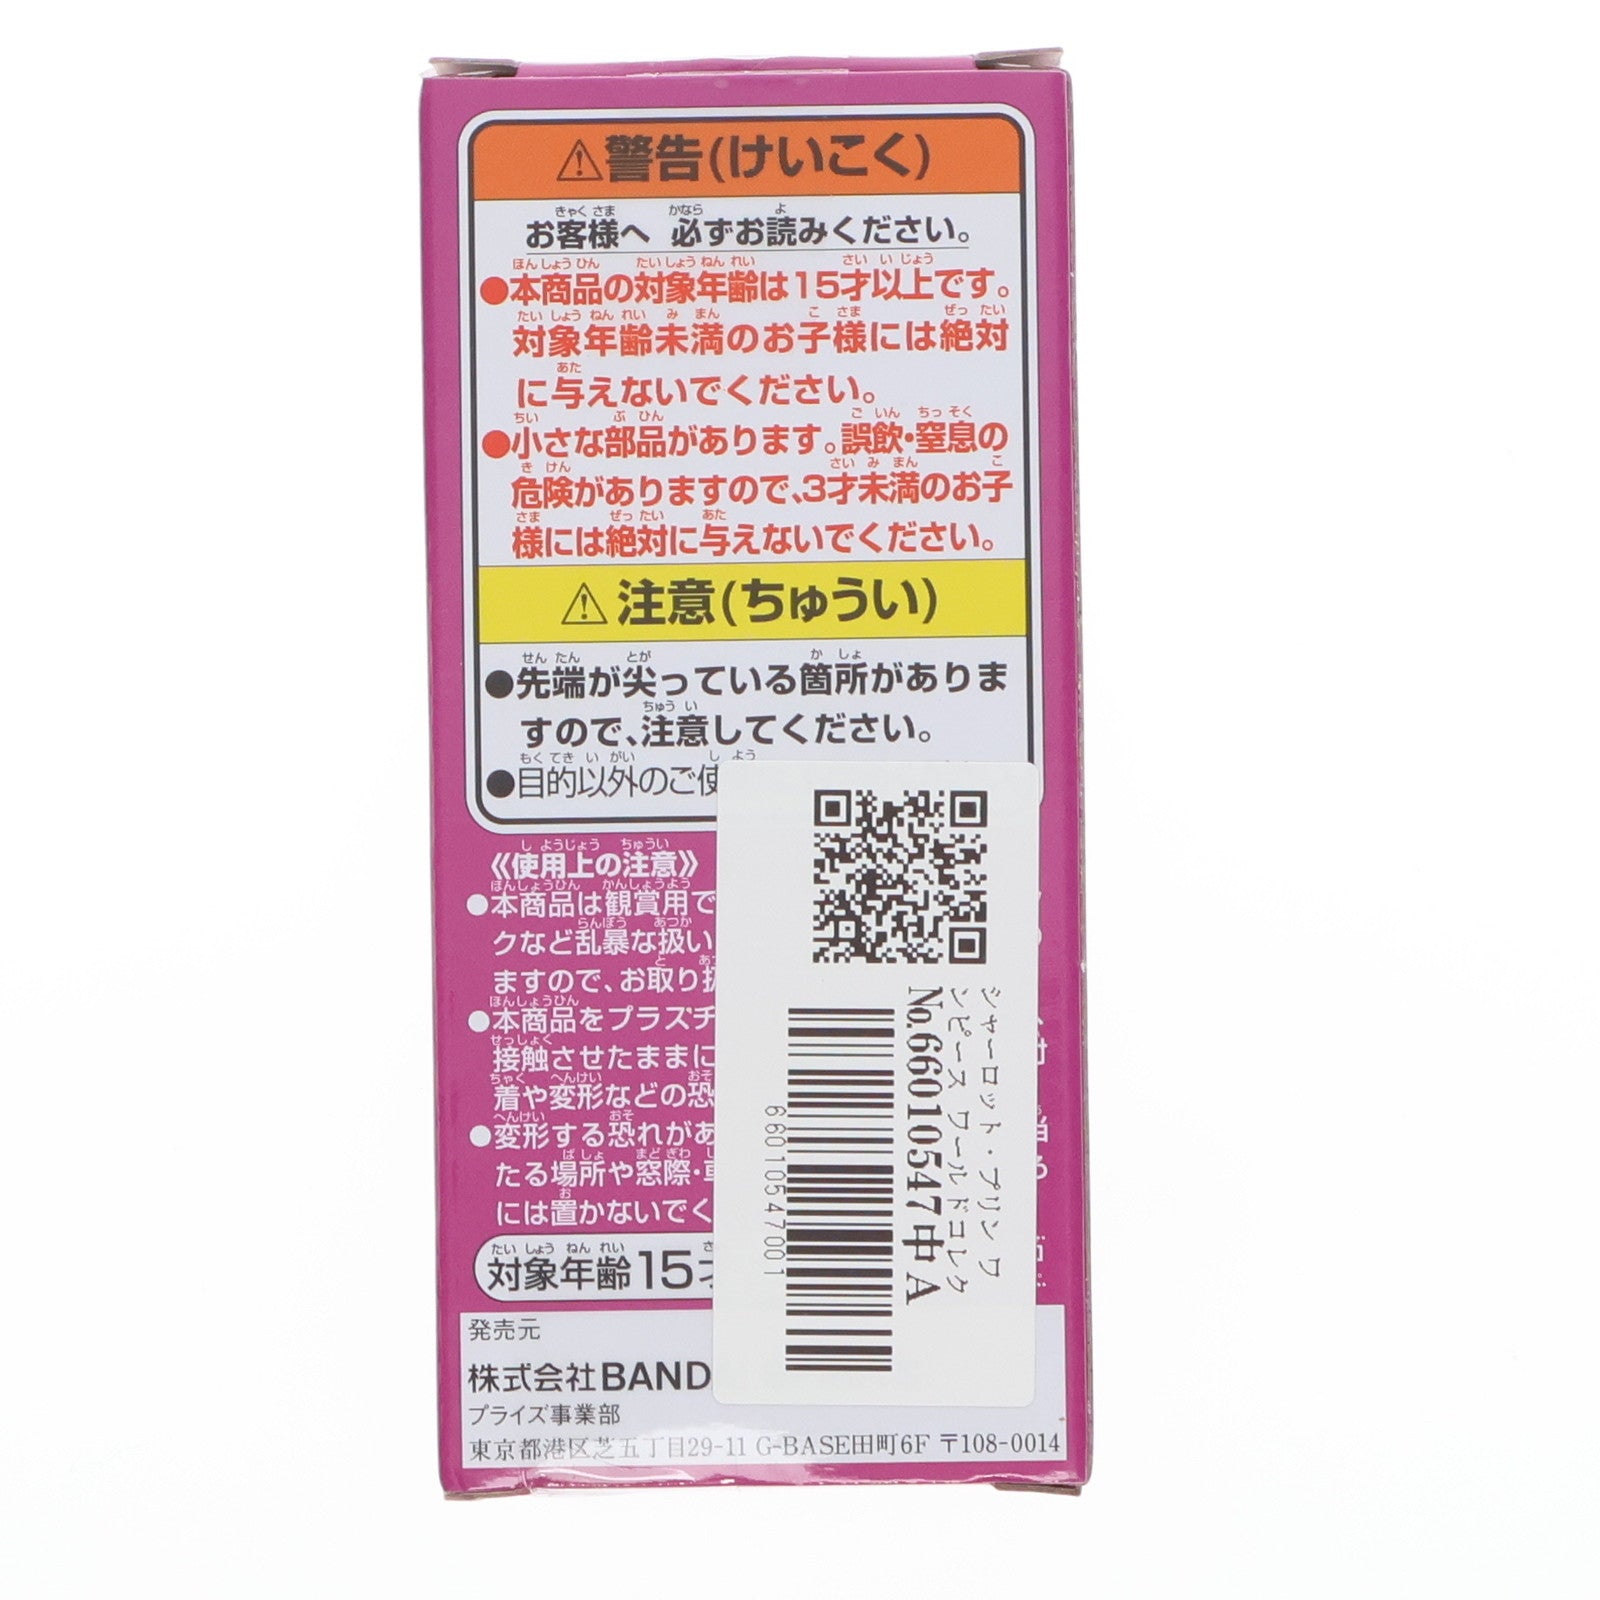 ⚠警告(けいこく)
お客様へ 必ずお読みください。
●本商品の対象年齢は15才以上です。
対象年齢未満のお子様には絶対
に与えないでください。
●小さな部品があります。誤飲・窒息の
危険がありますので、3才未満のお子
様には絶対に与えないでください。
⚠注意(ちゅうい)
●先端が尖っている箇所がありま
すので、注意してください。
●目的以外のご使
《使用上の注意》
●本商品は観賞用で
クなど乱暴な扱い
ますので、お取り扱
●本商品をプラスチ
接触させたままに
着や変形などの恐
●変形する恐れがあ
たる場所や窓際・車
には置かないでく
対象年齢15才
発売元
株式会社BAND
プライズ事業部
東京都港区芝五丁目29-11 G-BASE田町6F 〒108-0014
シャーロット・プリン ワ
ンピース ワールドコレク
No.66010547中 A
66010547001